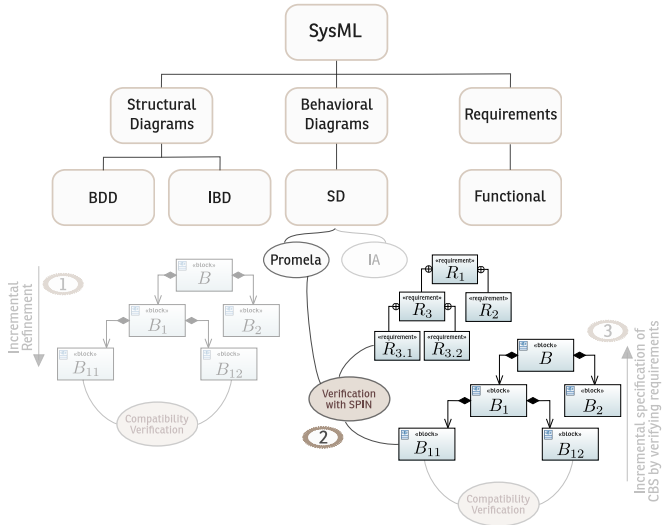 SysML
Structural
Diagrams
Behavioral
Diagrams
Requirements
BDD
IBD
SD
Functional
Promela
IA
Incremental
Refinement
1
«block»
B
«block»
B₁
«block»
B₂
«block»
B₁₁
«block»
B₁₂
Compatibility
Verification
«requirement»
R₁
«requirement»
R₃
«requirement»
R₂
«requirement»
R₃.₁
«requirement»
R₃.₂
Verification
with SPIN
2
3
«block»
B
«block»
B₁
«block»
B₂
«block»
B₁₁
«block»
B₁₂
Compatibility
Verification
Incremental specification of
CBS by verifying requirements